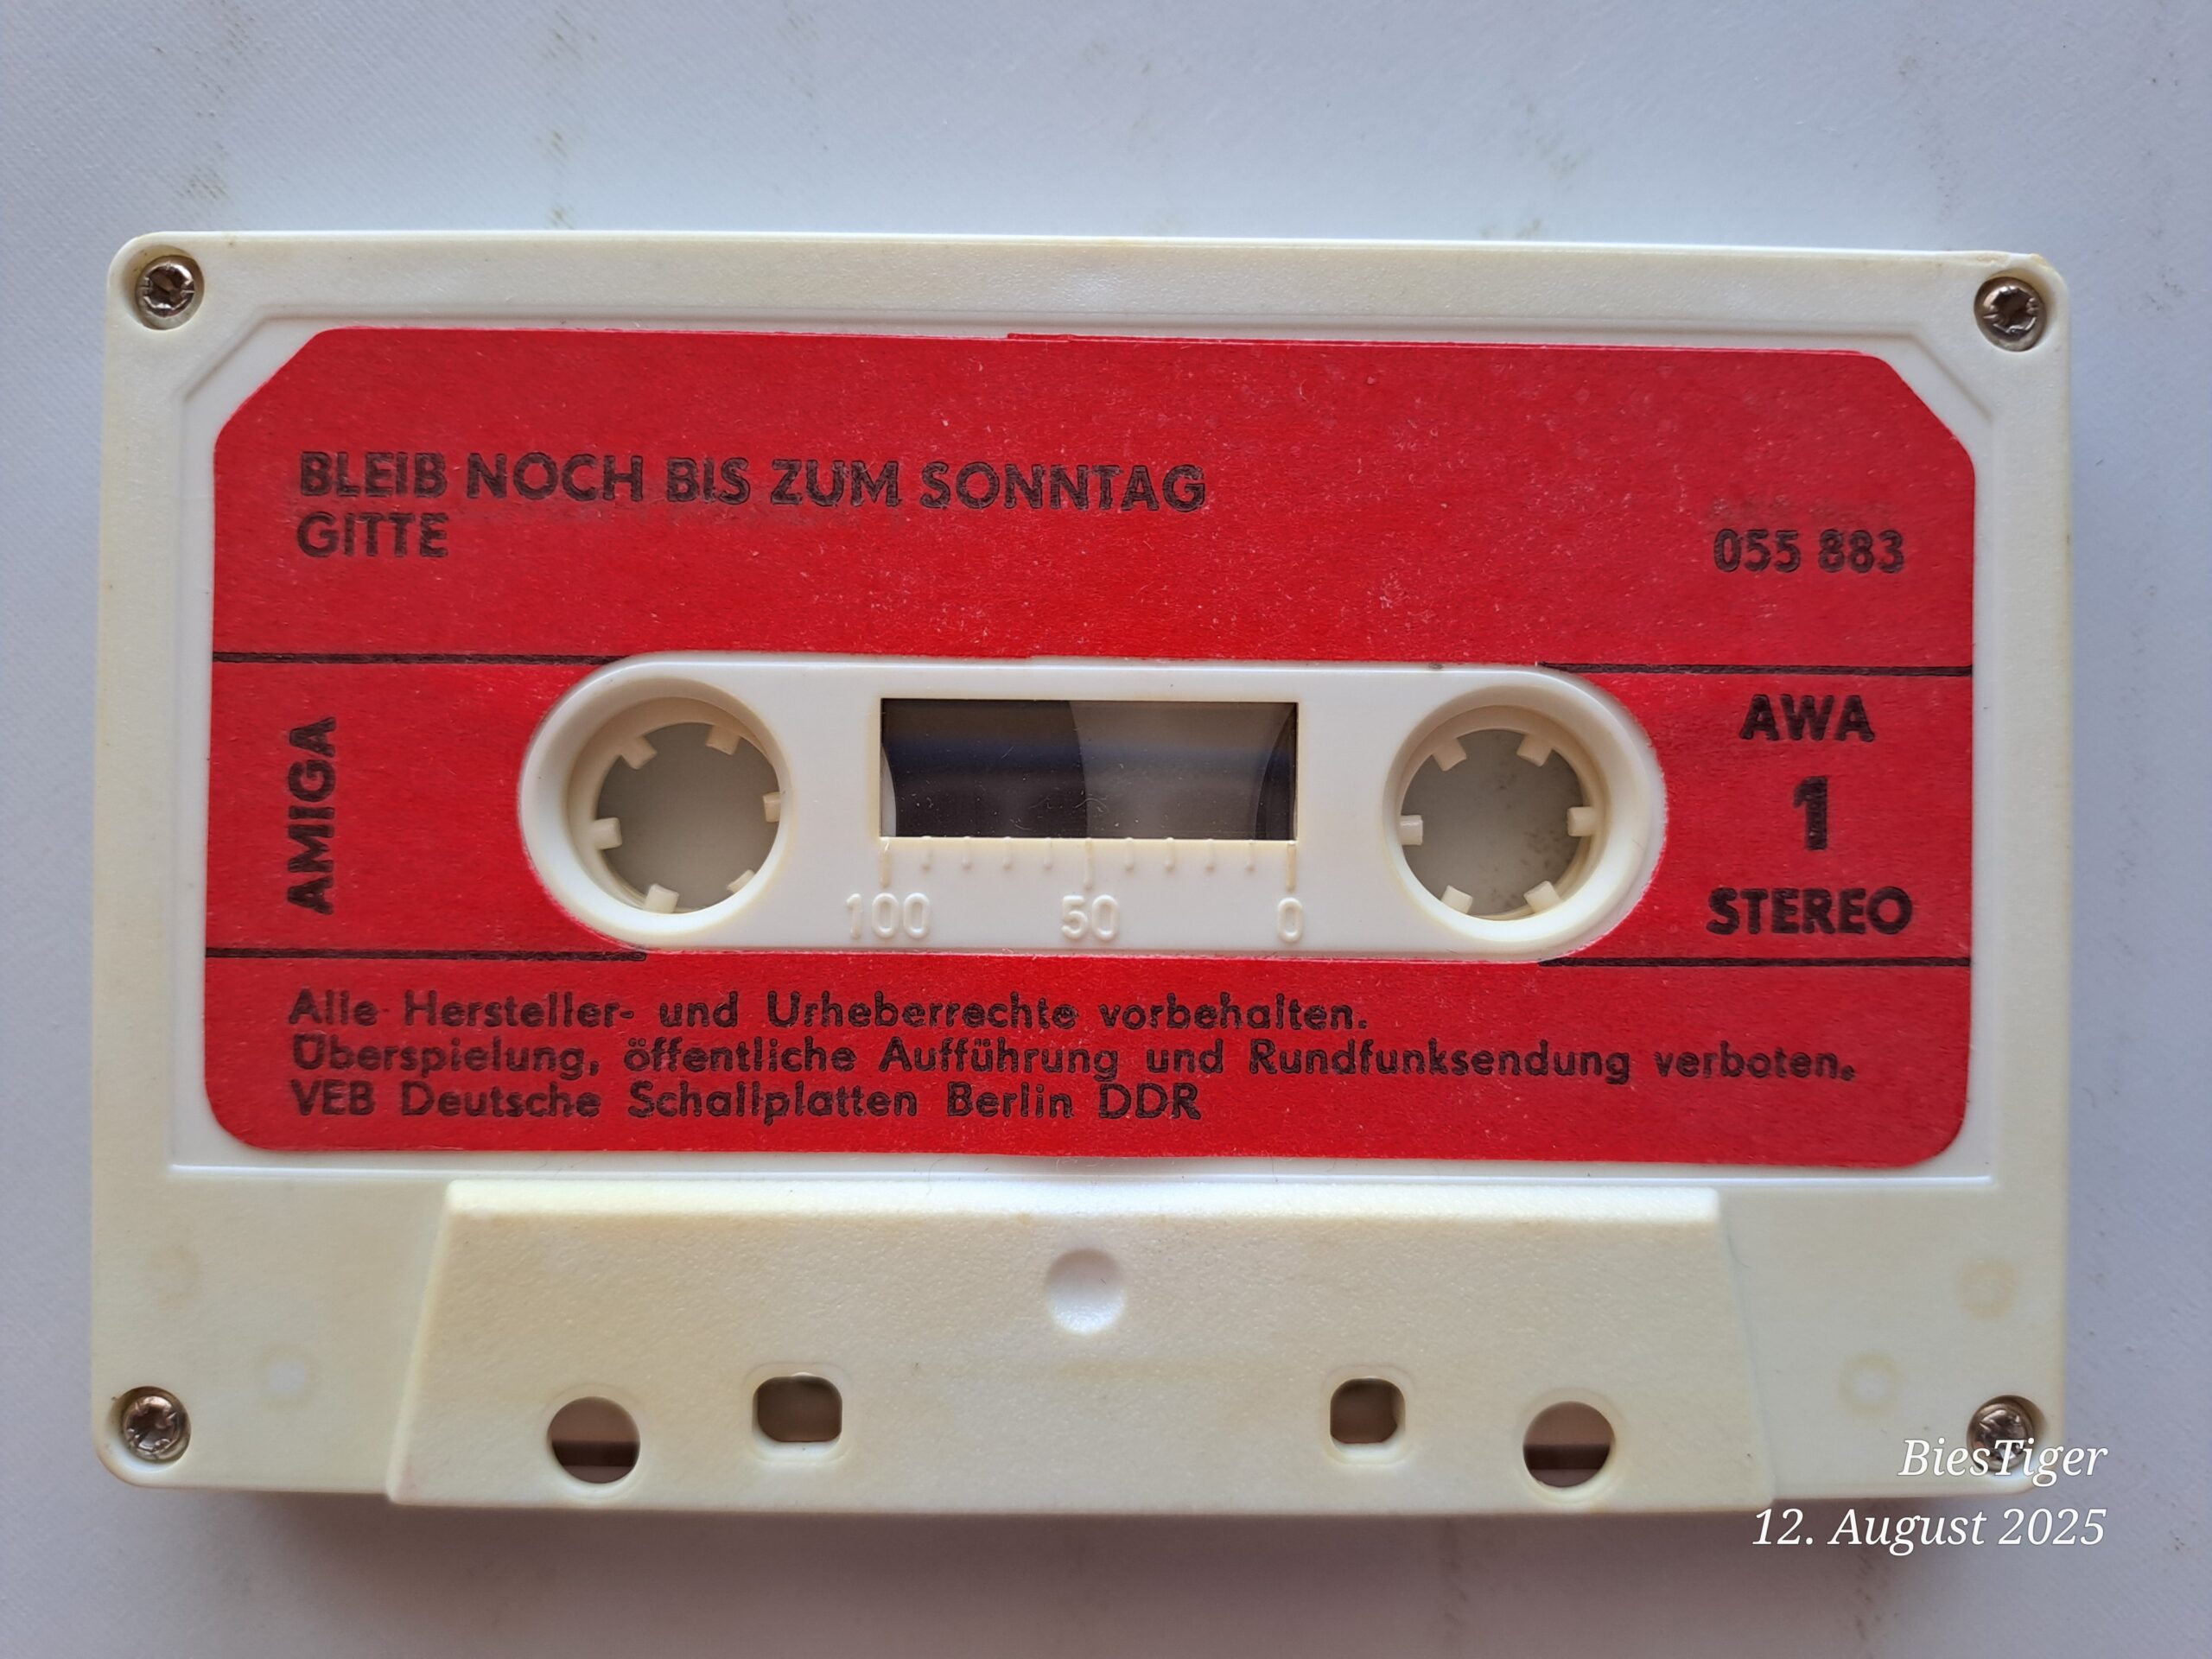 BLEIB NOCH BIS ZUM SONNTAG
GITTE
055 883
AMIGA
AWA
1
STEREO
100 50 0
Alle Hersteller- und Urheberrechte vorbehalten.
Überspielung, öffentliche Aufführung und Rundfunksendung verboten.
VEB Deutsche Schallplatten Berlin DDR
BiesTiger
12. August 2025